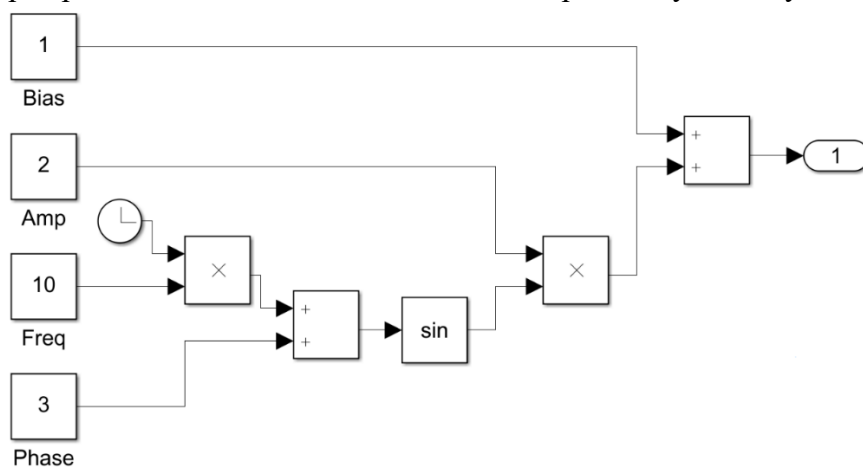 1
Bias
+
+
1
2
Amp
×
×
10
Freq
+
+
sin
3
Phase